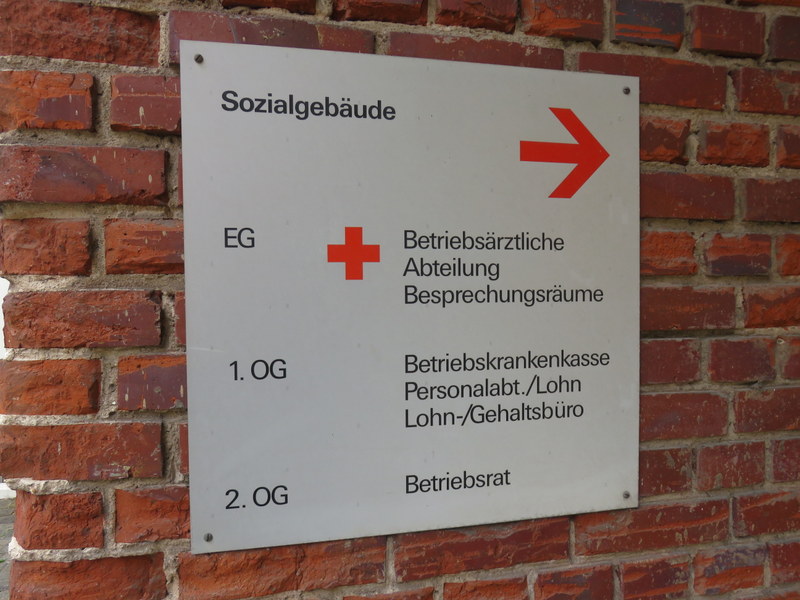 Sozialgebäude
EG Betriebsärztliche
Abteilung
Besprechungsräume
1. OG Betriebskrankenkasse
Personalabt./Lohn
Lohn-/Gehaltsbüro
2. OG Betriebsrat